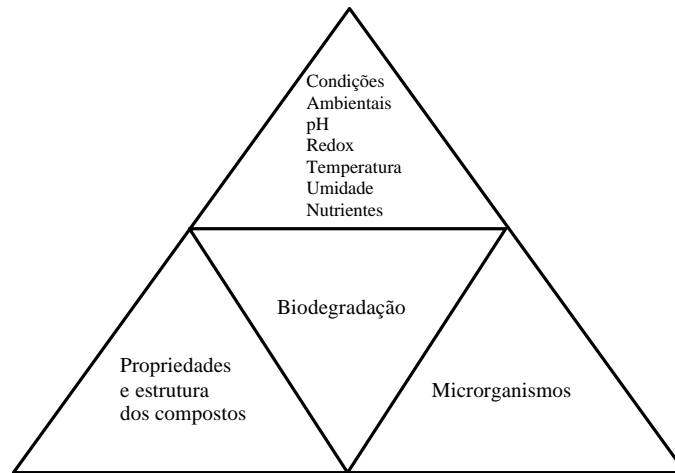 Condições
Ambientais
pH
Redox
Temperatura
Umidade
Nutrientes
Biodegradação
Propriedades
e estrutura
dos compostos
Microrganismos